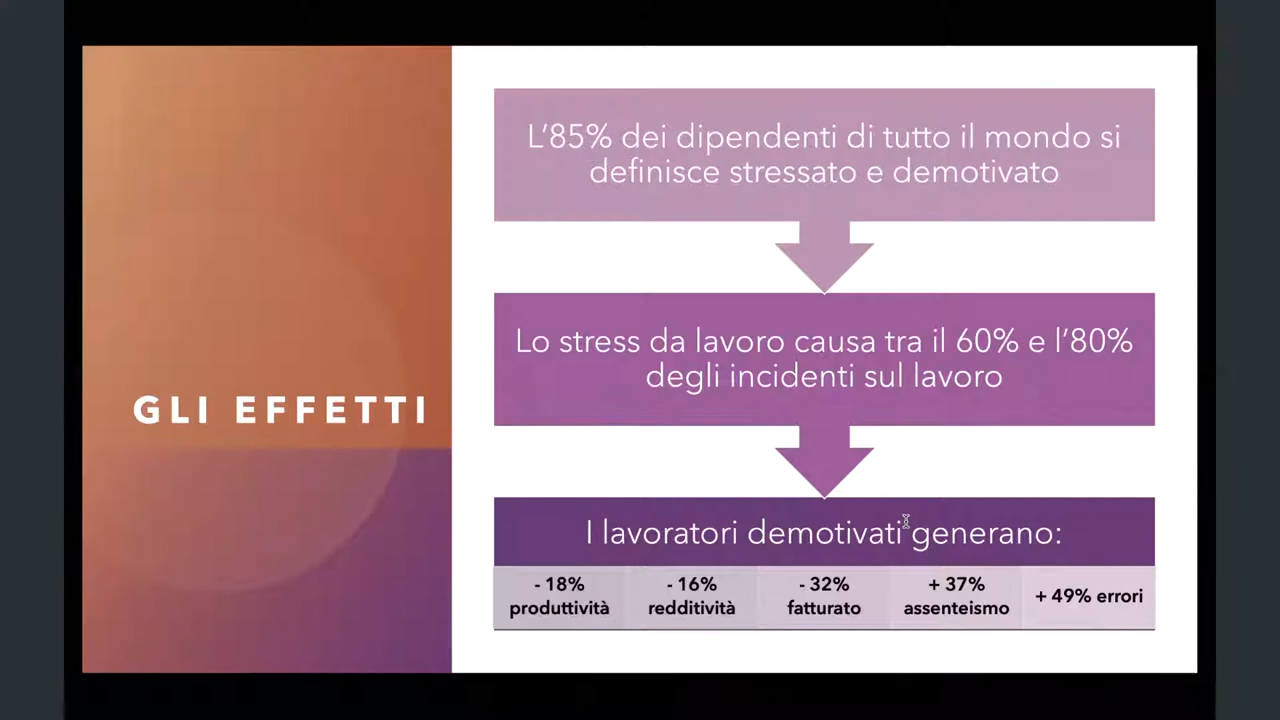 GLI EFFETTI
L'85% dei dipendenti di tutto il mondo si
definisce stressato e demotivato
Lo stress da lavoro causa tra il 60% e l'80%
degli incidenti sul lavoro
I lavoratori demotivati generano:
- 18%
produttività
- 16%
redditività
- 32%
fatturato
+ 37%
assenteismo
+ 49% errori